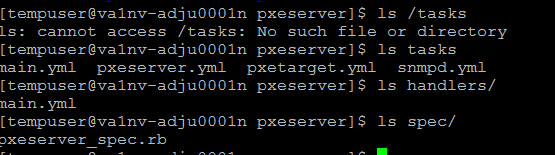 [tempuser@va1nv-adju0001n pxeserver]$ ls /tasks
ls: cannot access /tasks: No such file or directory
[tempuser@va1nv-adju0001n pxeserver]$ ls tasks
main.yml  pxeserver.yml  pxetarget.yml  snmpd.yml
[tempuser@va1nv-adju0001n pxeserver]$ ls handlers/
main.yml
[tempuser@va1nv-adju0001n pxeserver]$ ls spec/
pxeserver_spec.rb